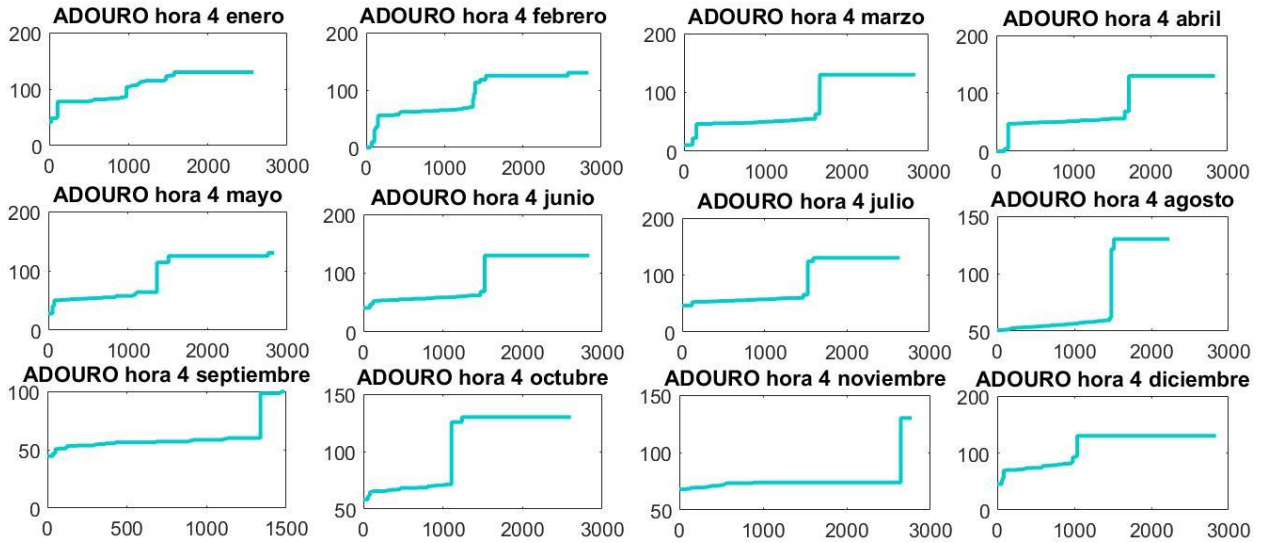 ADOURO hora 4 enero
200
100
0
0 1000 2000 3000
ADOURO hora 4 febrero
200
100
0
0 1000 2000 3000
ADOURO hora 4 marzo
200
100
0
0 1000 2000 3000
ADOURO hora 4 abril
200
100
0
0 1000 2000 3000
ADOURO hora 4 mayo
200
100
0
0 1000 2000 3000
ADOURO hora 4 junio
200
100
0
0 1000 2000 3000
ADOURO hora 4 julio
200
100
0
0 1000 2000 3000
ADOURO hora 4 agosto
150
100
50
0 1000 2000 3000
ADOURO hora 4 septiembre
100
50
0
0 500 1000 1500
ADOURO hora 4 octubre
150
100
50
0 1000 2000 3000
ADOURO hora 4 noviembre
150
100
50
0 1000 2000 3000
ADOURO hora 4 diciembre
200
100
0
0 1000 2000 3000